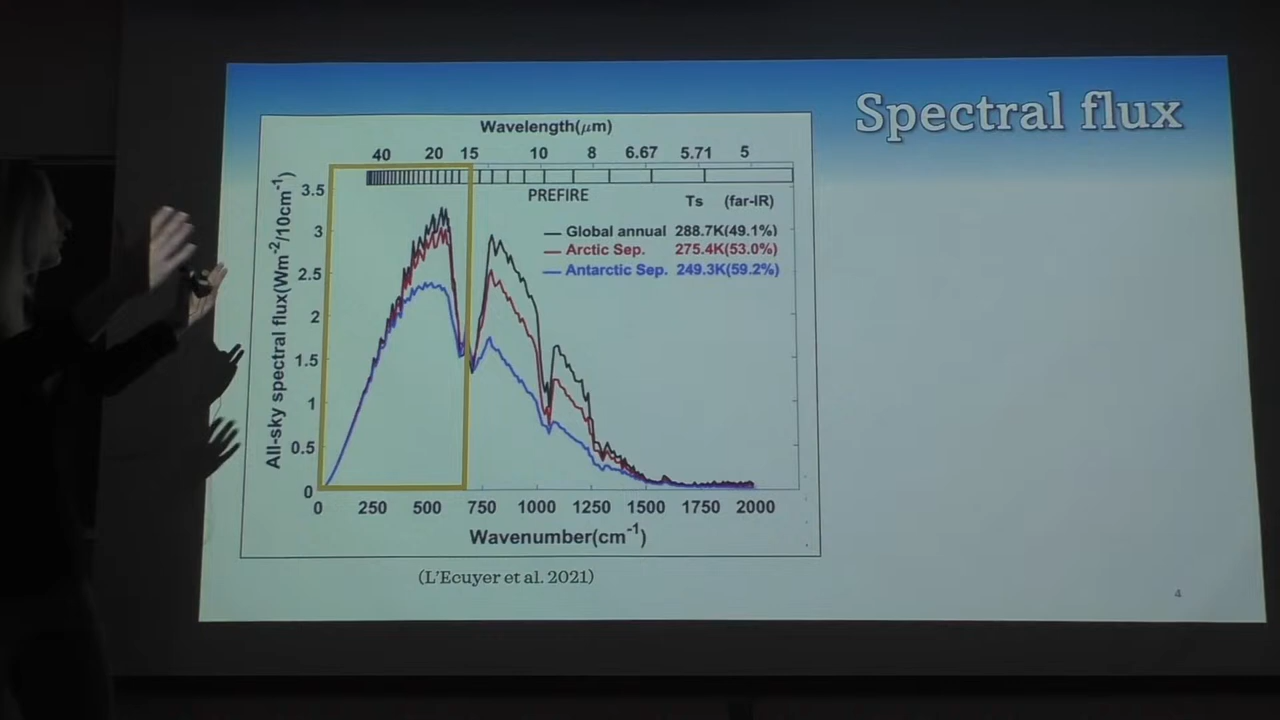 Spectral flux
Wavelength(μm)
40 20 15 10 8 6.67 5.71 5
PREFIRE
Ts (far-IR)
Global annual 288.7K(49.1%)
Arctic Sep. 275.4K(53.0%)
Antarctic Sep. 249.3K(59.2%)
All-sky spectral flux(Wm⁻²/10cm⁻¹)
3.5
3
2.5
2
1.5
1
0.5
0
0 250 500 750 1000 1250 1500 1750 2000
Wavenumber(cm⁻¹)
(L'Ecuyer et al. 2021)
4